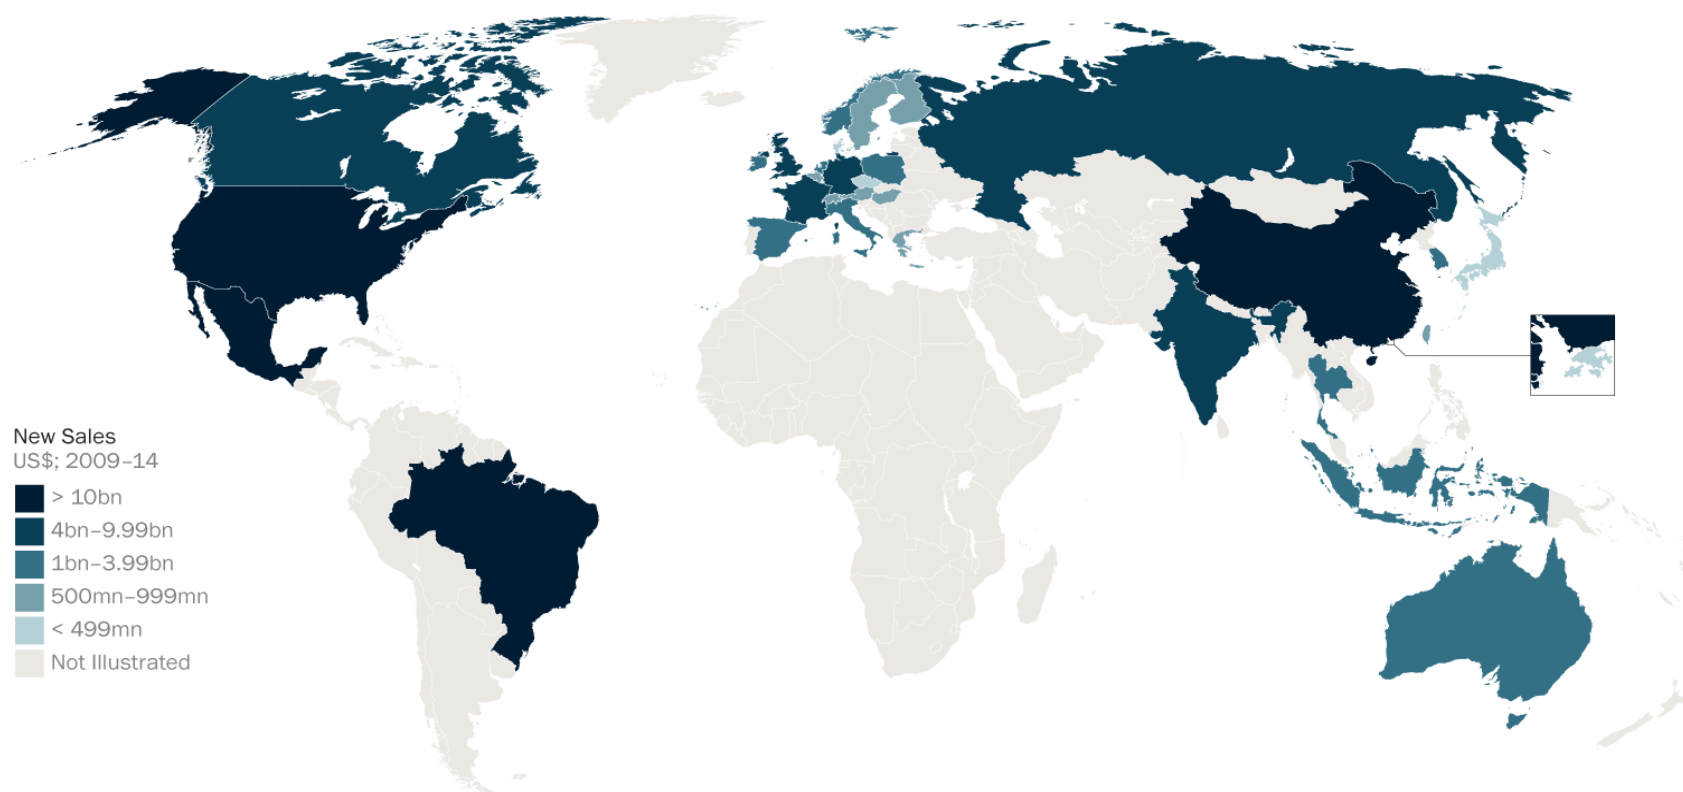 New Sales
US$; 2009–14
> 10bn
4bn–9.99bn
1bn–3.99bn
500mn–999mn
< 499mn
Not Illustrated